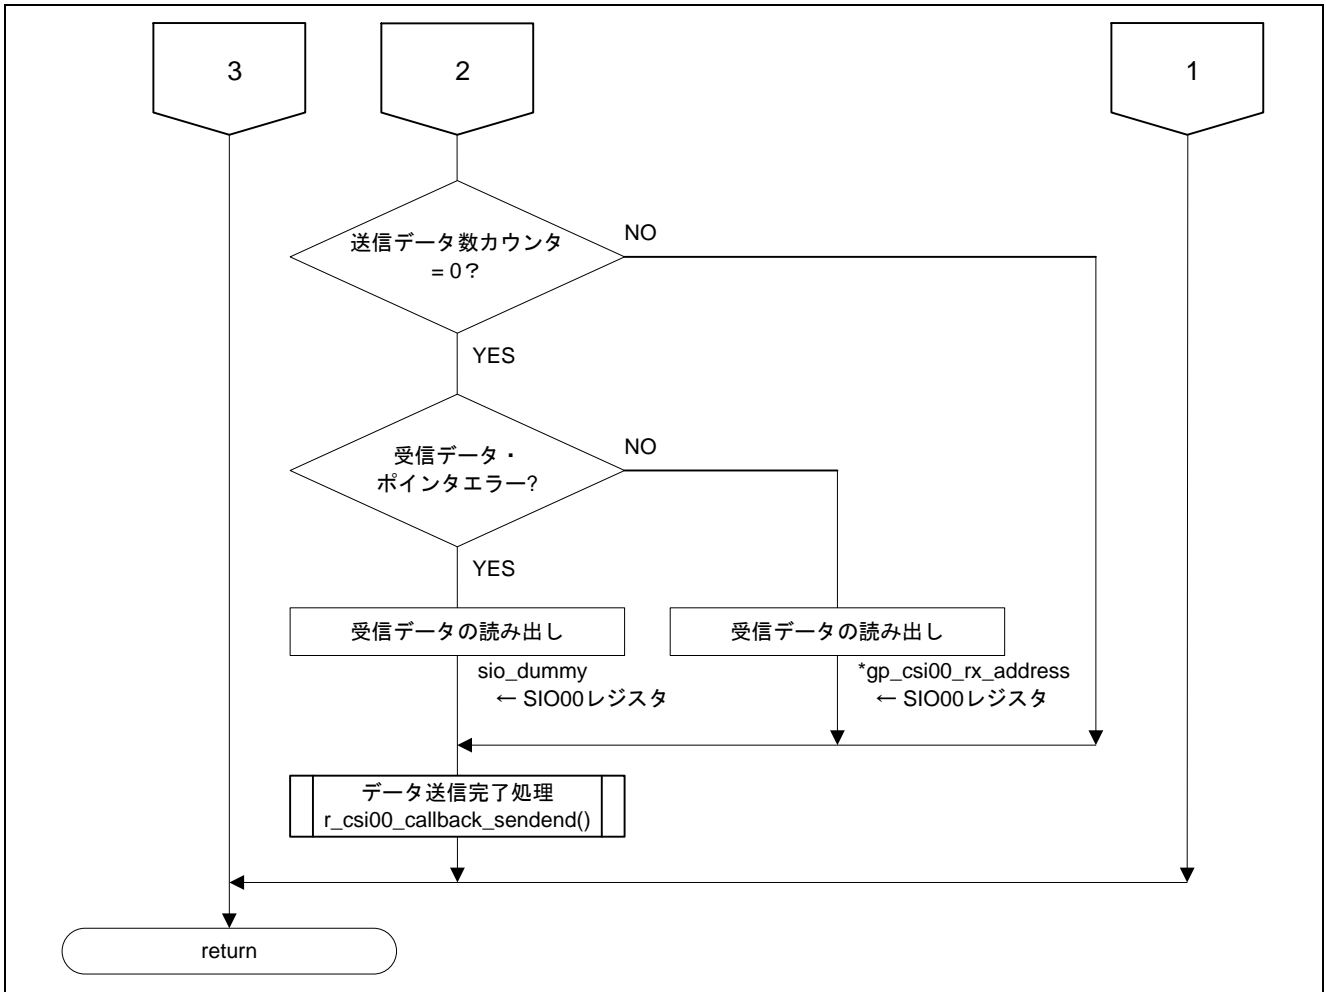 3
2
1
送信データ数カウンタ
＝0？
NO
YES
受信データ・
ポインタエラー?
NO
YES
受信データの読み出し
受信データの読み出し
sio_dummy
← SIO00レジスタ
*gp_csi00_rx_address
← SIO00レジスタ
データ送信完了処理
r_csi00_callback_sendend()
return